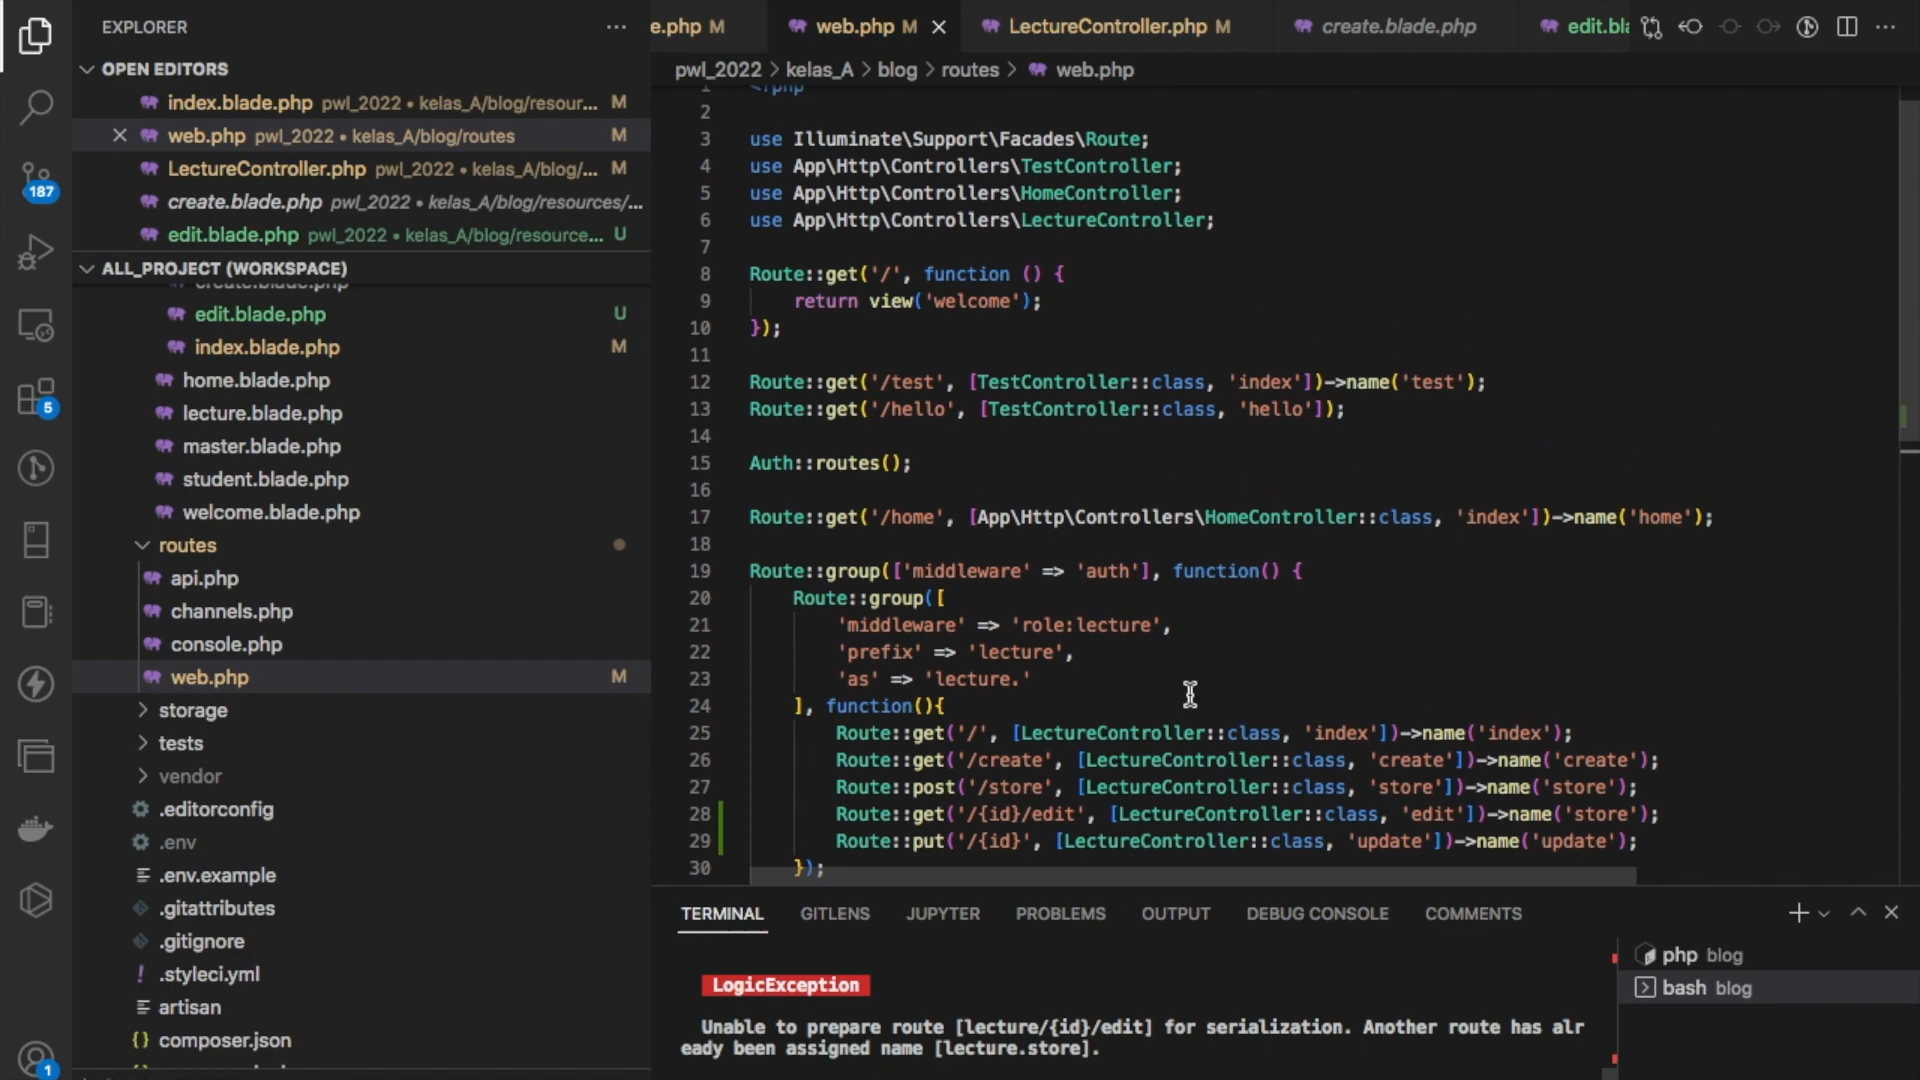 EXPLORER
OPEN EDITORS
index.blade.php pwl_2022 • kelas_A/blog/resour... M
web.php pwl_2022 • kelas_A/blog/routes M
LectureController.php pwl_2022 • kelas_A/blog/... M
create.blade.php pwl_2022 • kelas_A/blog/resources/...
edit.blade.php pwl_2022 • kelas_A/blog/resource... U
ALL_PROJECT (WORKSPACE)
create.blade.php
edit.blade.php U
index.blade.php M
home.blade.php
lecture.blade.php
master.blade.php
student.blade.php
welcome.blade.php
routes
api.php
channels.php
console.php
web.php M
storage
tests
vendor
.editorconfig
.env
.env.example
.gitattributes
.gitignore
.styleci.yml
artisan
composer.json
187
5
1
e.php M
web.php M
LectureController.php M
create.blade.php
edit.bla
pwl_2022 > kelas_A > blog > routes > web.php
1 <?php
2
3 use Illuminate\Support\Facades\Route;
4 use App\Http\Controllers\TestController;
5 use App\Http\Controllers\HomeController;
6 use App\Http\Controllers\LectureController;
7
8 Route::get('/', function () {
9 return view('welcome');
10 });
11
12 Route::get('/test', [TestController::class, 'index'])->name('test');
13 Route::get('/hello', [TestController::class, 'hello']);
14
15 Auth::routes();
16
17 Route::get('/home', [App\Http\Controllers\HomeController::class, 'index'])->name('home');
18
19 Route::group(['middleware' => 'auth'], function() {
20 Route::group([
21 'middleware' => 'role:lecture',
22 'prefix' => 'lecture',
23 'as' => 'lecture.'
24 ], function(){
25 Route::get('/', [LectureController::class, 'index'])->name('index');
26 Route::get('/create', [LectureController::class, 'create'])->name('create');
27 Route::post('/store', [LectureController::class, 'store'])->name('store');
28 Route::get('/{id}/edit', [LectureController::class, 'edit'])->name('store');
29 Route::put('/{id}', [LectureController::class, 'update'])->name('update');
30 });
TERMINAL GITLENS JUPYTER PROBLEMS OUTPUT DEBUG CONSOLE COMMENTS
LogicException
Unable to prepare route [lecture/{id}/edit] for serialization. Another route has alr
eady been assigned name [lecture.store].
php blog
bash blog